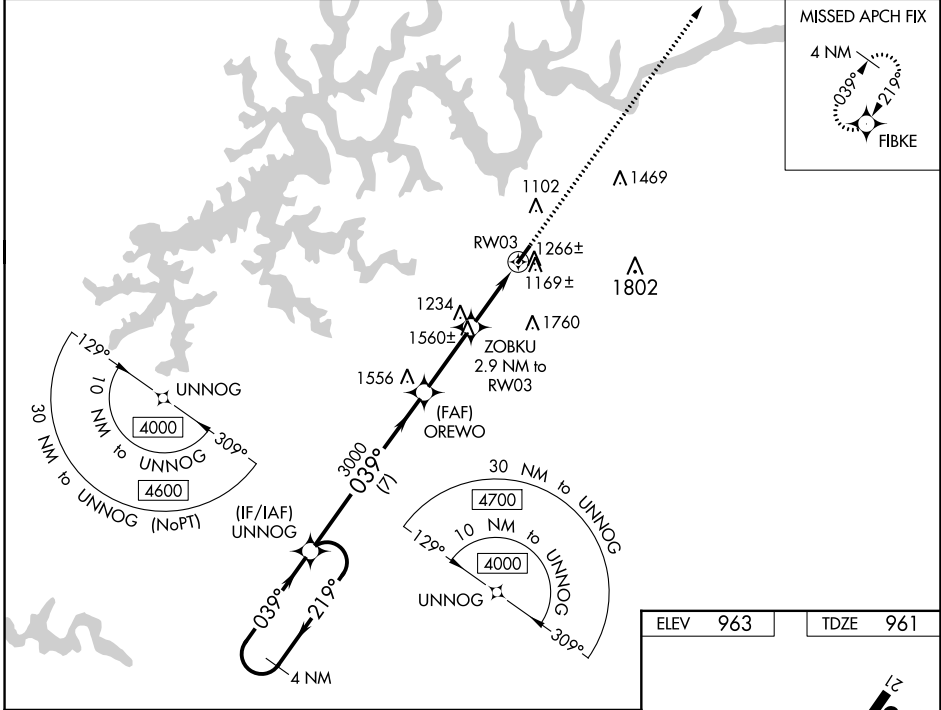 MISSED APCH FIX
4 NM
039°
219°
FIBKE
1469
1102
RW03
1266±
1169±
1802
1234
1560±
1760
ZOBKU
2.9 NM to
RW03
1556
(FAF)
OREWO
129°
UNNOG
10 NM to UNNOG
4000
309°
30 NM to UNNOG (NoPT)
4600
3000
039°
(7)
(IF/IAF)
UNNOG
30 NM to UNNOG
4700
129°
10 NM to UNNOG
4000
UNNOG
309°
039°
219°
4 NM
ELEV 963
TDZE 961
21